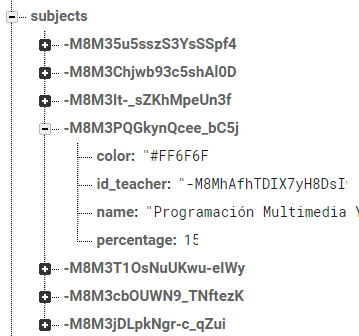 subjects
-M8M35u5sszS3YsSSpf4
-M8M3Chjwb93c5shAl0D
-M8M3It-_sZKhMpeUn3f
-M8M3PQGkynQcee_bC5j
color: "#FF6F6F
id_teacher: "-M8MhAfhTDIX7yH8DsI
name: "Programación Multimedia Y
percentage: 15
-M8M3T1OsNuUKwu-eIWy
-M8M3cbOUWN9_TNftezK
-M8M3jDLpkNgr-c_qZui